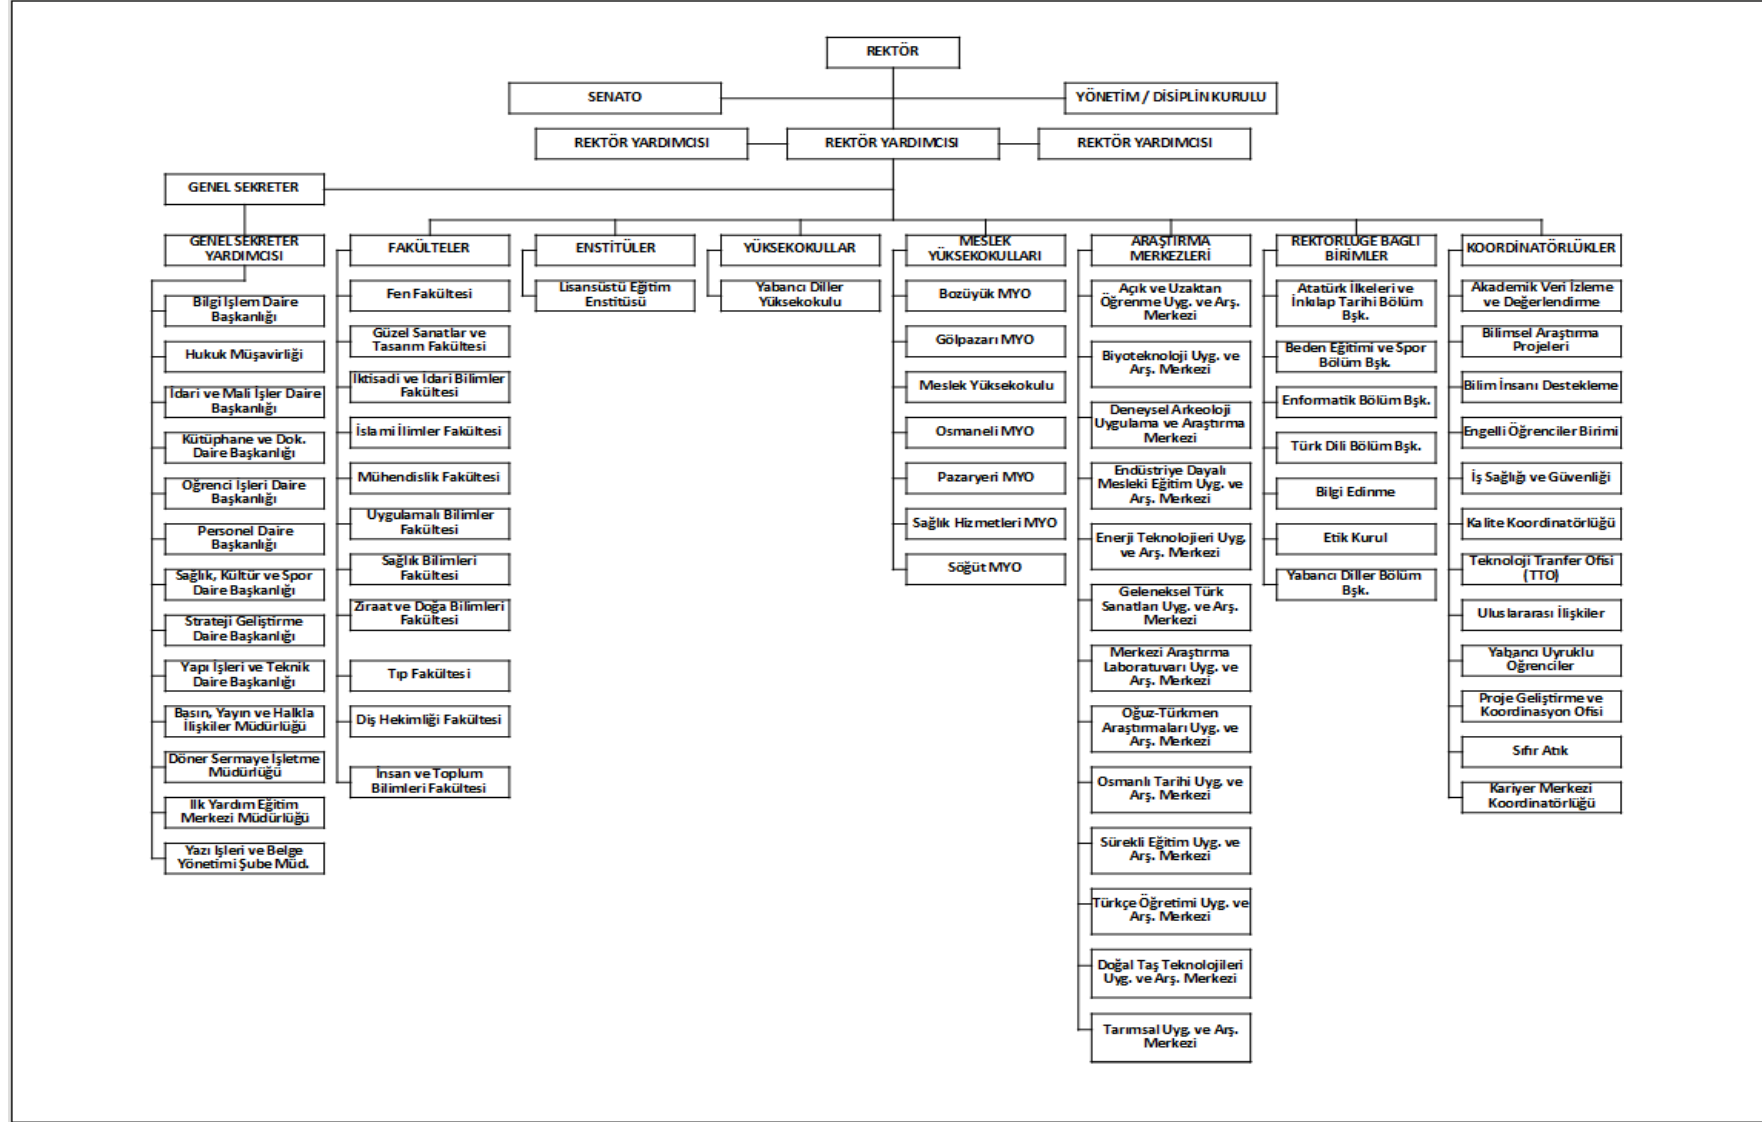 REKTÖR
SENATO
YÖNETİM / DİSİPLİN KURULU
REKTÖR YARDIMCISI
REKTÖR YARDIMCISI
REKTÖR YARDIMCISI
GENEL SEKRETER
GENEL SEKRETER
YARDIMCISI
Bilgi İşlem Daire
Başkanlığı
Hukuk Müşavirliği
İdari ve Mali İşler Daire
Başkanlığı
Kütüphane ve Dok.
Daire Başkanlığı
Öğrenci İşleri Daire
Başkanlığı
Personel Daire
Başkanlığı
Sağlık, Kültür ve Spor
Daire Başkanlığı
Strateji Geliştirme
Daire Başkanlığı
Yapı İşleri ve Teknik
Daire Başkanlığı
Basın, Yayın ve Halkla
İlişkiler Müdürlüğü
Döner Sermaye İşletme
Müdürlüğü
İlk Yardım Eğitim
Merkezi Müdürlüğü
Yazı İşleri ve Belge
Yönetimi Şube Müd.
FAKÜLTELER
Fen Fakültesi
Güzel Sanatlar ve
Tasarım Fakültesi
İktisadi ve İdari Bilimler
Fakültesi
İslami İlimler Fakültesi
Mühendislik Fakültesi
Uygulamalı Bilimler
Fakültesi
Sağlık Bilimleri
Fakültesi
Ziraat ve Doğa Bilimleri
Fakültesi
Tıp Fakültesi
Diş Hekimliği Fakültesi
İnsan ve Toplum
Bilimleri Fakültesi
ENSTİTÜLER
Lisansüstü Eğitim
Enstitüsü
YÜKSEKOKULLAR
Yabancı Diller
Yüksekokulu
MESLEK
YÜKSEKOKULLARI
Bozüyük MYO
Gölpazarı MYO
Meslek Yüksekokulu
Osmaneli MYO
Pazaryeri MYO
Sağlık Hizmetleri MYO
Söğüt MYO
ARAŞTIRMA
MERKEZLERİ
Açık ve Uzaktan
Öğrenme Uyg. ve Arş.
Merkezi
Biyoteknoloji Uyg. ve
Arş. Merkezi
Deneysel Arkeoloji
Uygulama ve Araştırma
Merkezi
Endüstriye Dayalı
Mesleki Eğitim Uyg. ve
Arş. Merkezi
Enerji Teknolojieri Uyg.
ve Arş. Merkezi
Geleneksel Türk
Sanatları Uyg. ve Arş.
Merkezi
Merkezi Araştırma
Laboratuvarı Uyg. ve
Arş. Merkezi
Oğuz-Türkmen
Araştırmaları Uyg. ve
Arş. Merkezi
Osmanlı Tarihi Uyg. ve
Arş. Merkezi
Sürekli Eğitim Uyg. ve
Arş. Merkezi
Türkçe Öğretimi Uyg. ve
Arş. Merkezi
Doğal Taş Teknolojileri
Uyg. ve Arş. Merkezi
Tarımsal Uyg. ve Arş.
Merkezi
REKTÖRLÜĞE BAĞLI
BİRİMLER
Atatürk İlkeleri ve
İnkılap Tarihi Bölüm
Bşk.
Beden Eğitimi ve Spor
Bölüm Bşk.
Enformatik Bölüm Bşk.
Türk Dili Bölüm Bşk.
Bilgi Edinme
Etik Kurul
Yabancı Diller Bölüm
Bşk.
KOORDİNATÖRLÜKLER
Akademik Veri İzleme
ve Değerlendirme
Bilimsel Araştırma
Projeleri
Bilim İnsanı Destekleme
Engelli Öğrenciler Birimi
İş Sağlığı ve Güvenliği
Kalite Koordinatörlüğü
Teknoloji Tranfer Ofisi
(TTO)
Uluslararası İlişkiler
Yabancı Uyruklu
Öğrenciler
Proje Geliştirme ve
Koordinasyon Ofisi
Sıfır Atık
Kariyer Merkezi
Koordinatörlüğü